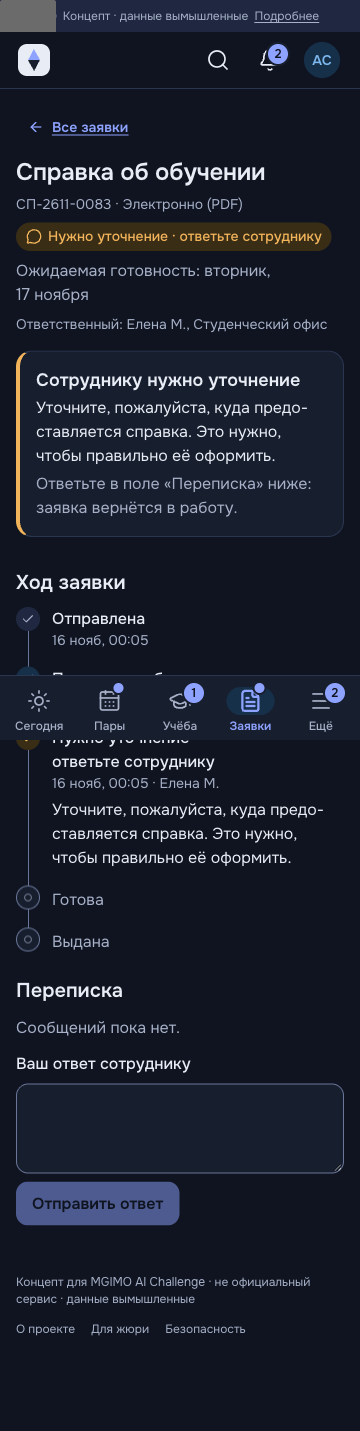 Концепт · данные вымышленные Подробнее
2
АС
Все заявки
Справка об обучении
СП-2611-0083 · Электронно (PDF)
Нужно уточнение · ответьте сотруднику
Ожидаемая готовность: вторник,
17 ноября
Ответственный: Елена М., Студенческий офис
Сотруднику нужно уточнение
Уточните, пожалуйста, куда предо-
ставляется справка. Это нужно,
чтобы правильно её оформить.
Ответьте в поле «Переписка» ниже:
заявка вернётся в работу.
Ход заявки
Отправлена
16 нояб, 00:05
1
2
Сегодня Пары Учёба Заявки Ещё
Нужно уточнение
ответьте сотруднику
16 нояб, 00:05 · Елена М.
Уточните, пожалуйста, куда предо-
ставляется справка. Это нужно,
чтобы правильно её оформить.
Готова
Выдана
Переписка
Сообщений пока нет.
Ваш ответ сотруднику
Отправить ответ
Концепт для MGIMO AI Challenge · не официальный
сервис · данные вымышленные
О проекте Для жюри Безопасность